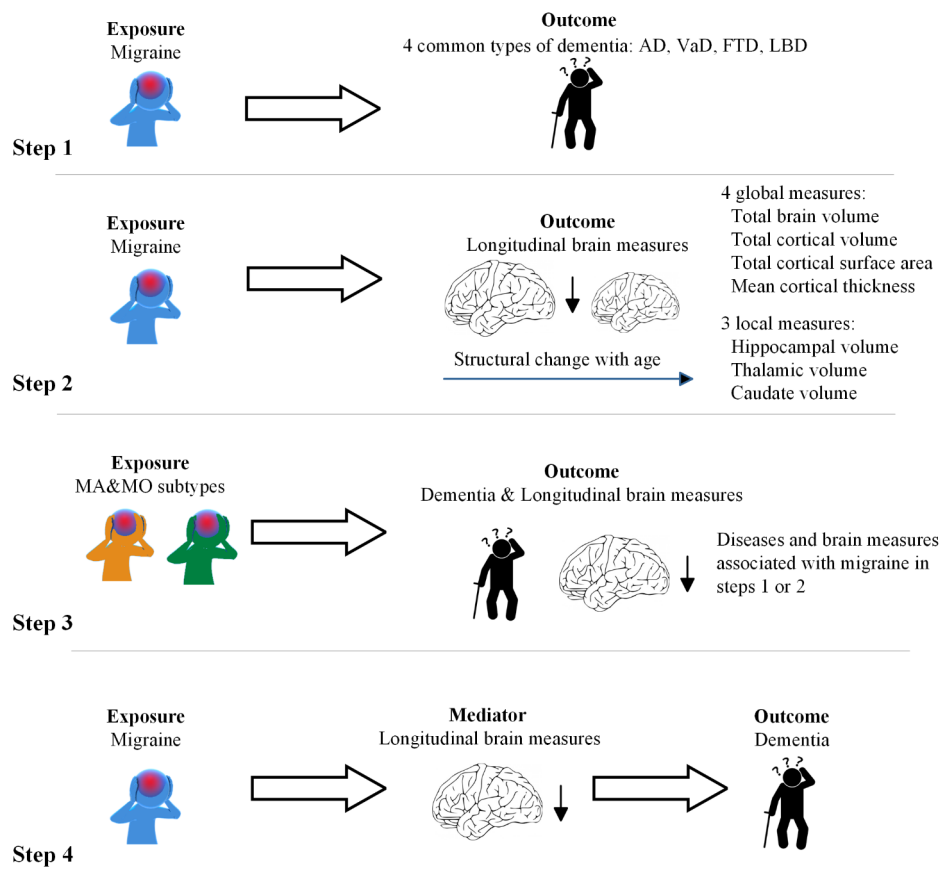 Exposure
Migraine
Outcome
4 common types of dementia: AD, VaD, FTD, LBD
? ? ?
Step 1
Exposure
Migraine
Outcome
Longitudinal brain measures
Structural change with age
4 global measures:
Total brain volume
Total cortical volume
Total cortical surface area
Mean cortical thickness
3 local measures:
Hippocampal volume
Thalamic volume
Caudate volume
Step 2
Exposure
MA&MO subtypes
Outcome
Dementia & Longitudinal brain measures
? ? ?
Diseases and brain measures
associated with migraine in
steps 1 or 2
Step 3
Exposure
Migraine
Mediator
Longitudinal brain measures
Outcome
Dementia
? ? ?
Step 4